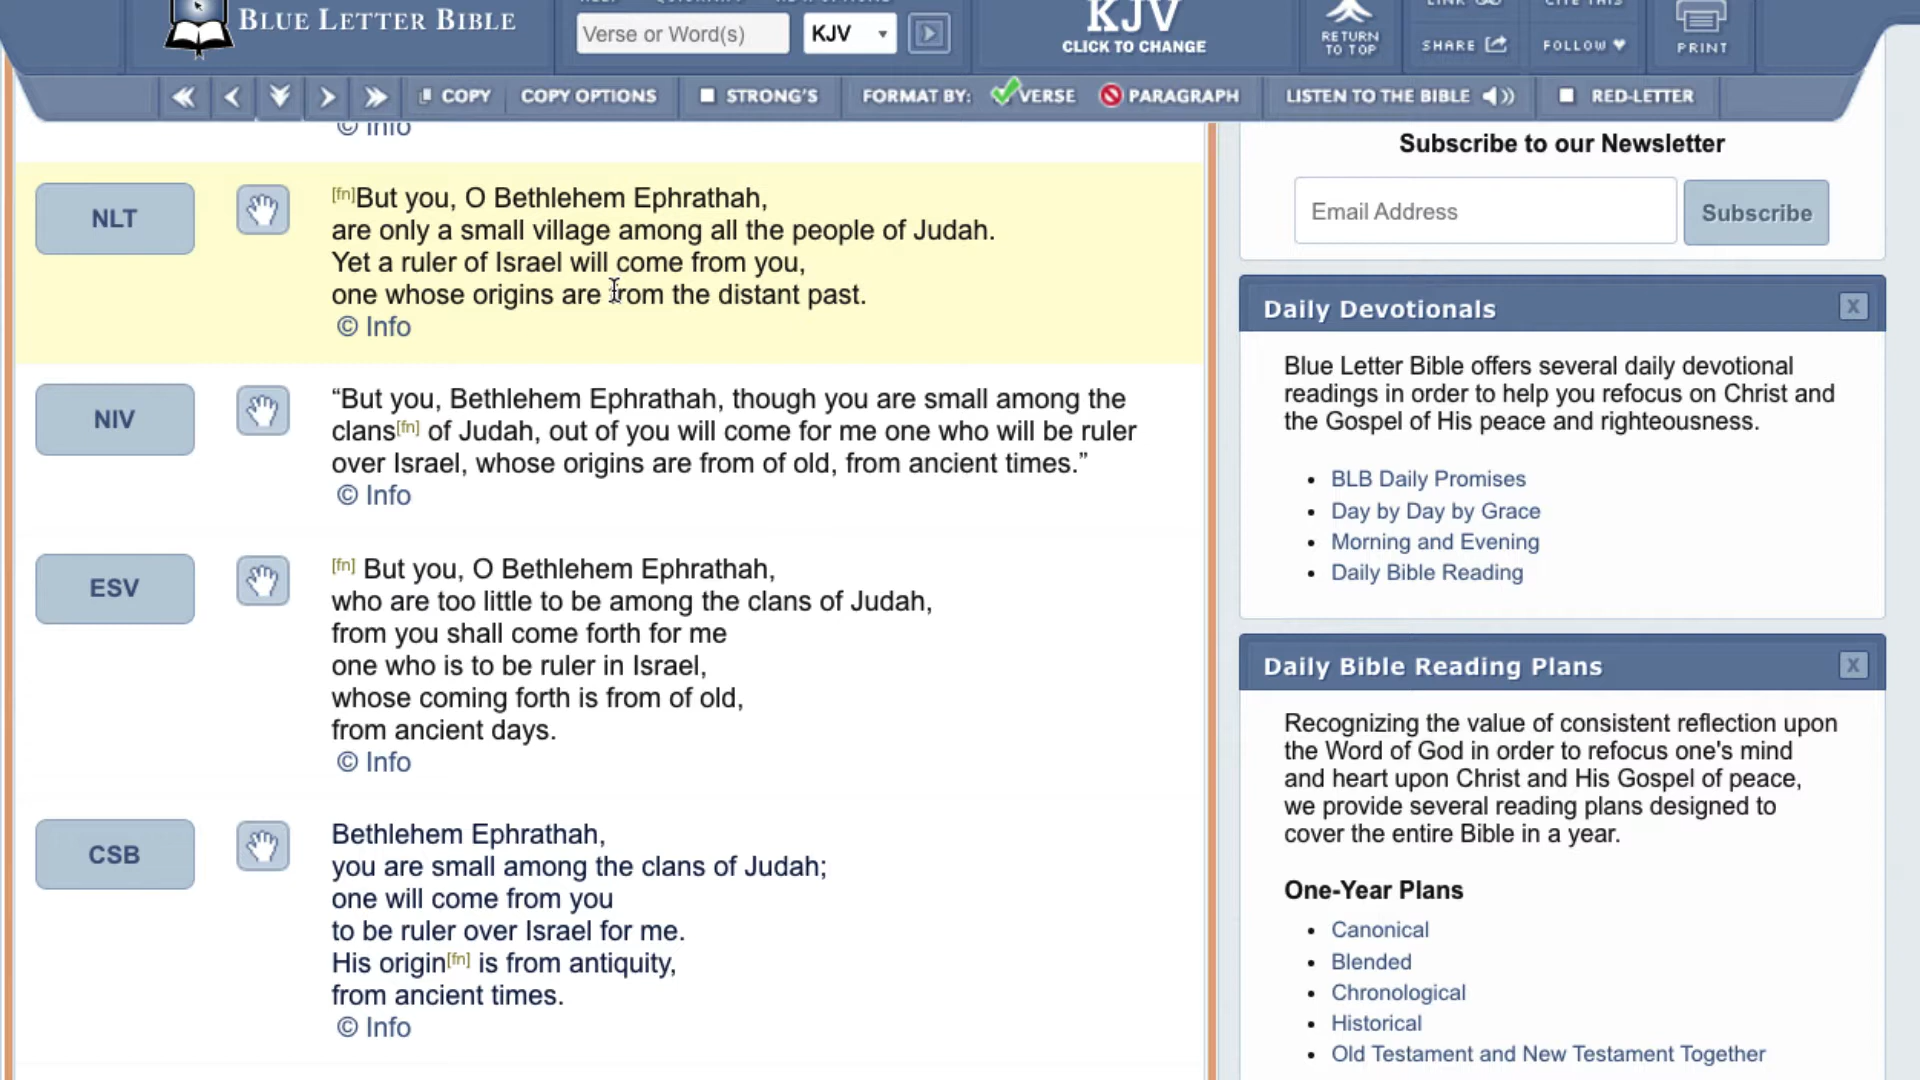 BLUE LETTER BIBLE
Verse or Word(s)
KJV
KJV
CLICK TO CHANGE
RETURN
TO TOP
LINK
SHARE
CITE THIS
FOLLOW
PRINT
COPY
COPY OPTIONS
STRONG'S
FORMAT BY:
VERSE
PARAGRAPH
LISTEN TO THE BIBLE
RED-LETTER
© Info
NLT
[fn]But you, O Bethlehem Ephrathah,
are only a small village among all the people of Judah.
Yet a ruler of Israel will come from you,
one whose origins are from the distant past.
© Info
NIV
“But you, Bethlehem Ephrathah, though you are small among the
clans[fn] of Judah, out of you will come for me one who will be ruler
over Israel, whose origins are from of old, from ancient times.”
© Info
ESV
[fn] But you, O Bethlehem Ephrathah,
who are too little to be among the clans of Judah,
from you shall come forth for me
one who is to be ruler in Israel,
whose coming forth is from of old,
from ancient days.
© Info
CSB
Bethlehem Ephrathah,
you are small among the clans of Judah;
one will come from you
to be ruler over Israel for me.
His origin[fn] is from antiquity,
from ancient times.
© Info
Subscribe to our Newsletter
Email Address
Subscribe
Daily Devotionals
X
Blue Letter Bible offers several daily devotional
readings in order to help you refocus on Christ and
the Gospel of His peace and righteousness.
BLB Daily Promises
Day by Day by Grace
Morning and Evening
Daily Bible Reading
Daily Bible Reading Plans
X
Recognizing the value of consistent reflection upon
the Word of God in order to refocus one's mind
and heart upon Christ and His Gospel of peace,
we provide several reading plans designed to
cover the entire Bible in a year.
One-Year Plans
Canonical
Blended
Chronological
Historical
Old Testament and New Testament Together